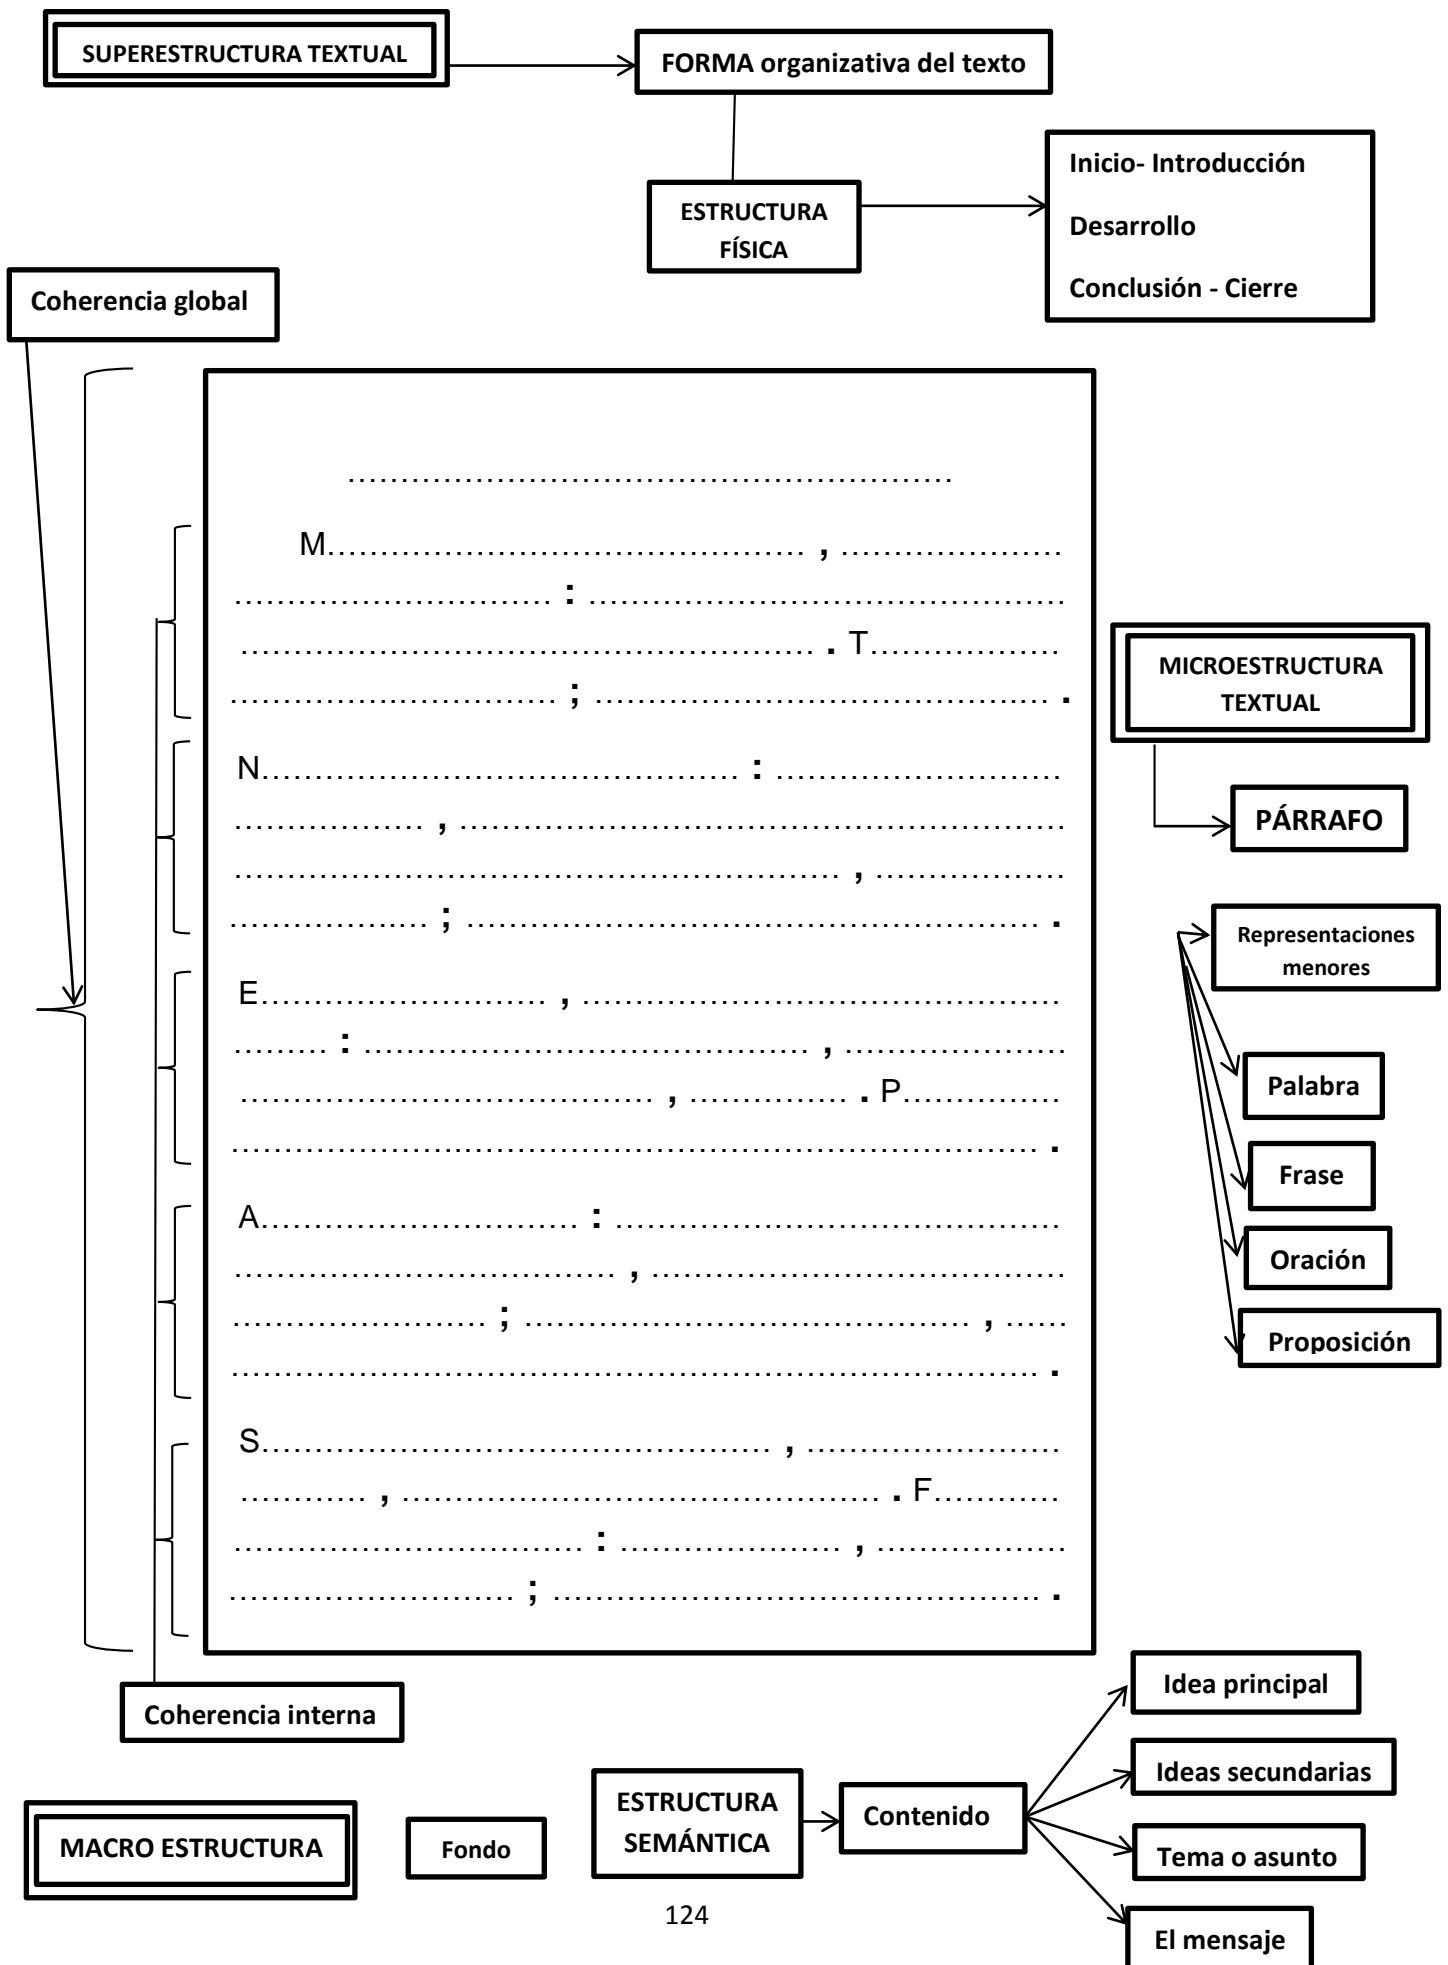 SUPERESTRUCTURA TEXTUAL
FORMA organizativa del texto
ESTRUCTURA
FÍSICA
Inicio- Introducción
Desarrollo
Conclusión - Cierre
Coherencia global
.........................................................
M............................................. , .....................
.............................. : .............................................
......................................................... . T..................
............................... ; ........................................... .
N............................................. : ...........................
.................. , .........................................................
............................................................ , ..................
................... ; ...................................................... .
E........................... , .............................................
......... : .......................................... , .....................
....................................... , ............... . P...............
............................................................................... .
A................................ : ..........................................
.................................... , .......................................
........................ ; ............................................. , ......
............................................................................... .
S................................................ , ........................
............... , ............................................. . F............
................................. : ..................... , ..................
........................... ; .............................................. .
MICROESTRUCTURA
TEXTUAL
PÁRRAFO
Representaciones
menores
Palabra
Frase
Oración
Proposición
Coherencia interna
MACRO ESTRUCTURA
Fondo
ESTRUCTURA
SEMÁNTICA
Contenido
Idea principal
Ideas secundarias
Tema o asunto
El mensaje
124